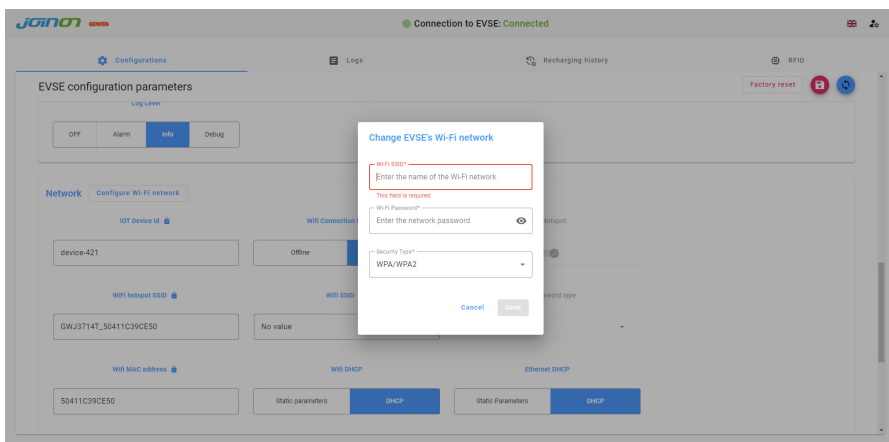 JOINON GEWISS
Connection to EVSE: Connected
Configurations
Logs
Recharging history
RFID
EVSE configuration parameters
Factory reset
Log Level
OFF
Alarm
Info
Debug
Network
Configure Wi-Fi network
IOT Device Id
Wifi Connection
Hotspot
device-421
Offline
WiFi hotspot SSID
Wifi SSID
GWJ3714T_50411C39CE50
No value
Wifi MAC address
Wifi DHCP
Ethernet DHCP
50411C39CE50
Static parameters
DHCP
Static Parameters
DHCP
Change EVSE's Wi-Fi network
Wi-Fi SSID*
Enter the name of the Wi-Fi network
This field is required
Wi-Fi Password*
Enter the network password
Security Type*
WPA/WPA2
Cancel
Save
type